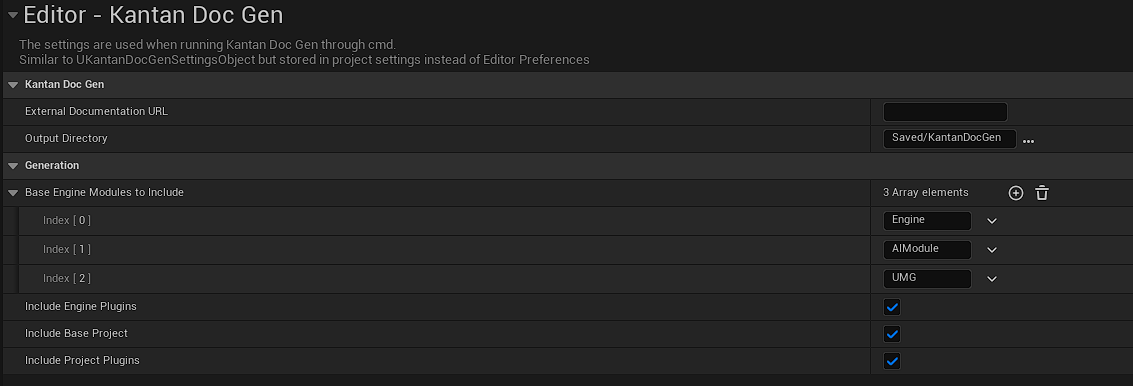 Editor - Kantan Doc Gen
The settings are used when running Kantan Doc Gen through cmd.
Similar to UKantanDocGenSettingsObject but stored in project settings instead of Editor Preferences
Kantan Doc Gen
External Documentation URL
Output Directory Saved/KantanDocGen ...
Generation
Base Engine Modules to Include 3 Array elements
Index [ 0 ] Engine
Index [ 1 ] AIModule
Index [ 2 ] UMG
Include Engine Plugins
Include Base Project
Include Project Plugins